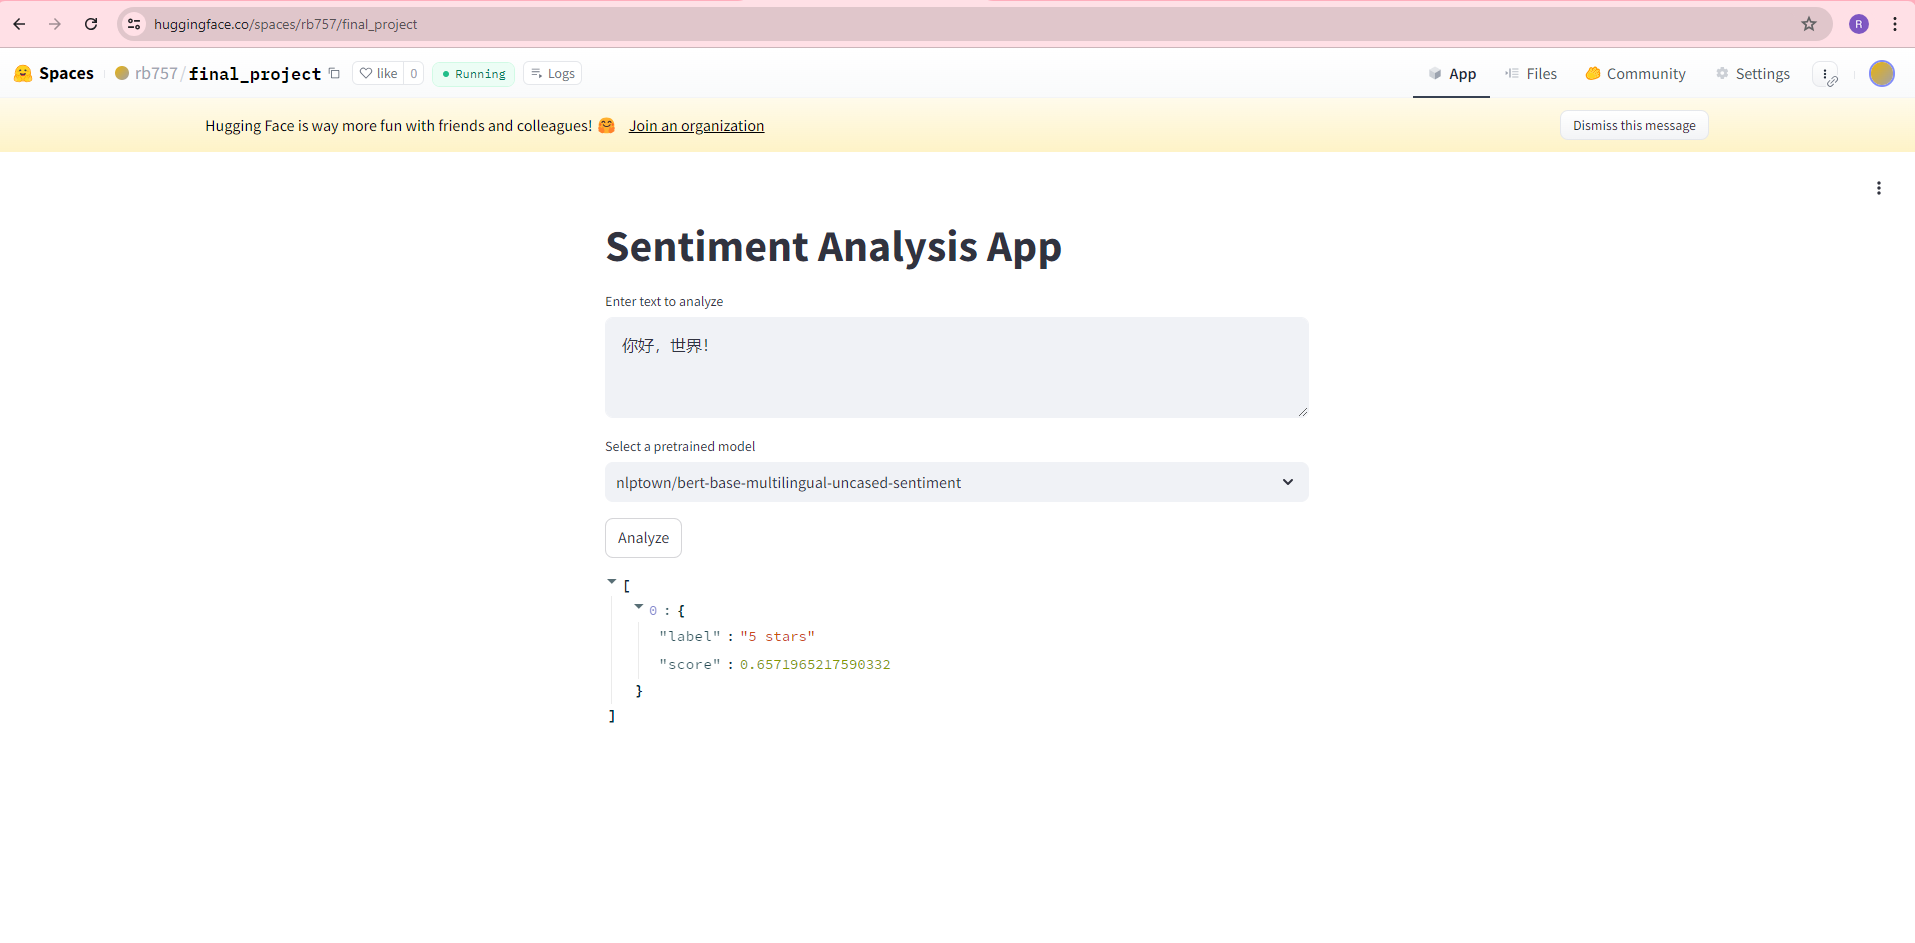 huggingface.co/spaces/rb757/final_project
R
Spaces rb757/final_project like 0 Running Logs App Files Community Settings
Hugging Face is way more fun with friends and colleagues! 🤗 Join an organization Dismiss this message
Sentiment Analysis App
Enter text to analyze
你好，世界！
Select a pretrained model
nlptown/bert-base-multilingual-uncased-sentiment
Analyze
[
0 : {
"label" : "5 stars"
"score" : 0.6571965217590332
}
]